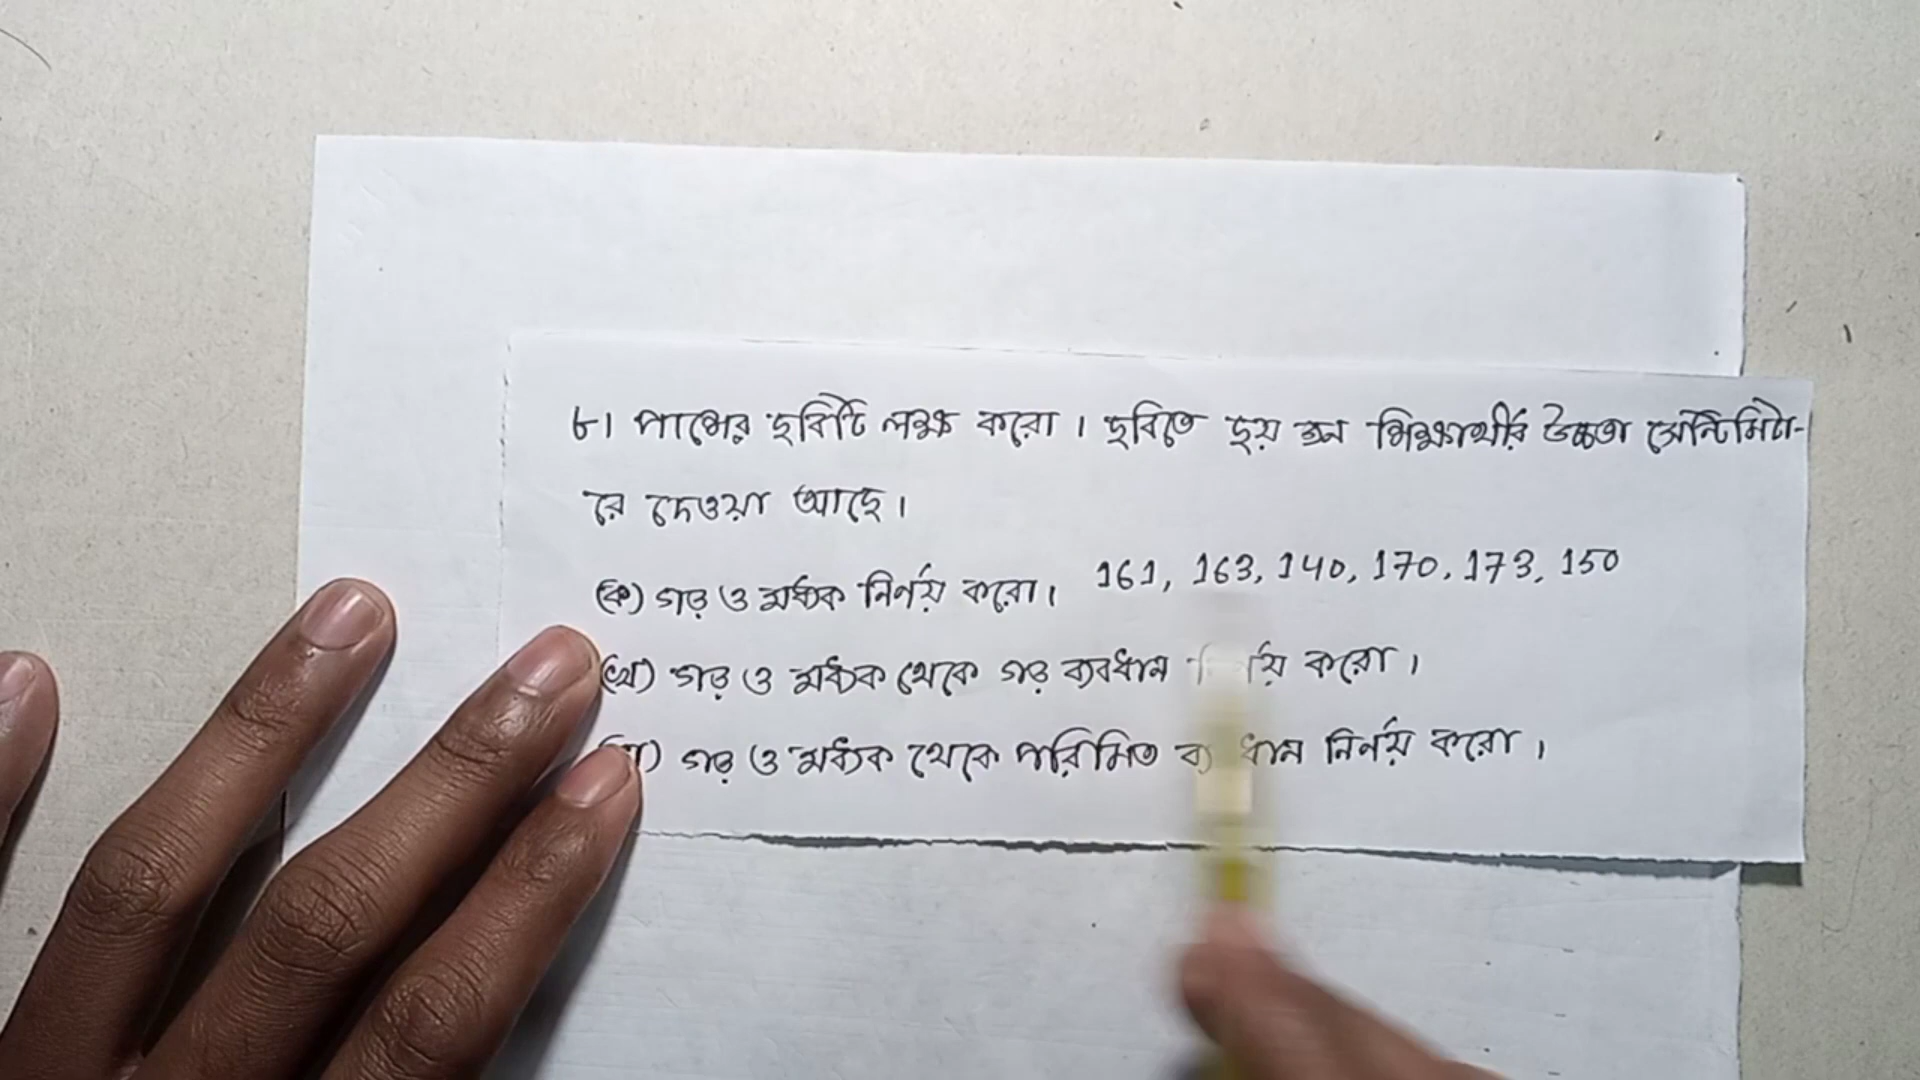 ৮। পাশের ছবিটি লক্ষ করো। ছবিতে ছয় জন শিক্ষার্থীর উচ্চতা সেন্টিমিটা-
রে দেওয়া আছে।
(ক) গড় ও মধ্যক নির্ণয় করো। 161, 163, 140, 170, 173, 150
(খ) গড় ও মধ্যক থেকে গড় ব্যবধান করো।
গড় ও মধ্যক থেকে পরিমিত নির্ণয় করো।